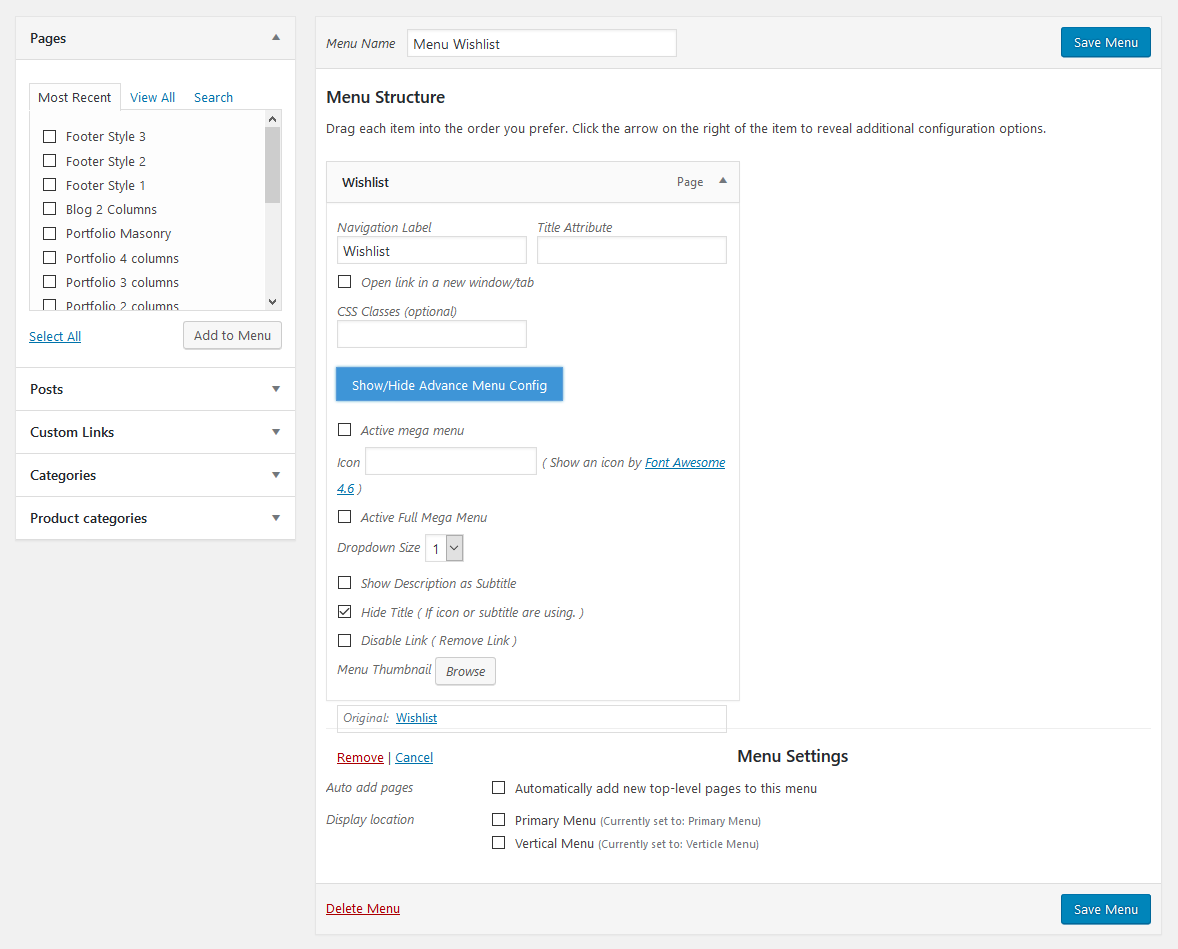 Pages
Most Recent View All Search
Footer Style 3
Footer Style 2
Footer Style 1
Blog 2 Columns
Portfolio Masonry
Portfolio 4 columns
Portfolio 3 columns
Portfolio 2 columns
Select All Add to Menu
Posts
Custom Links
Categories
Product categories
Menu Name Menu Wishlist Save Menu
Menu Structure
Drag each item into the order you prefer. Click the arrow on the right of the item to reveal additional configuration options.
Wishlist Page
Navigation Label Title Attribute
Wishlist
Open link in a new window/tab
CSS Classes (optional)
Show/Hide Advance Menu Config
Active mega menu
Icon ( Show an icon by Font Awesome
4.6 )
Active Full Mega Menu
Dropdown Size 1
Show Description as Subtitle
Hide Title ( If icon or subtitle are using. )
Disable Link ( Remove Link )
Menu Thumbnail Browse
Original: Wishlist
Remove | Cancel Menu Settings
Auto add pages Automatically add new top-level pages to this menu
Display location Primary Menu (Currently set to: Primary Menu)
Vertical Menu (Currently set to: Verticle Menu)
Delete Menu Save Menu